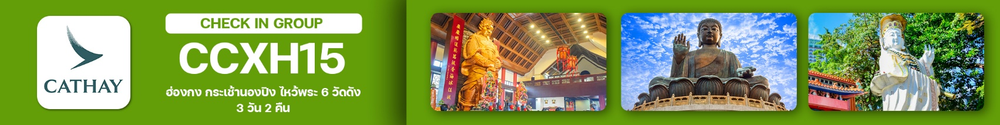 CATHAY
CHECK IN GROUP
CCXH15
ฮ่องกง กระเช้านองปิง ไหว้พระ 6 วัดดัง
3 วัน 2 คืน